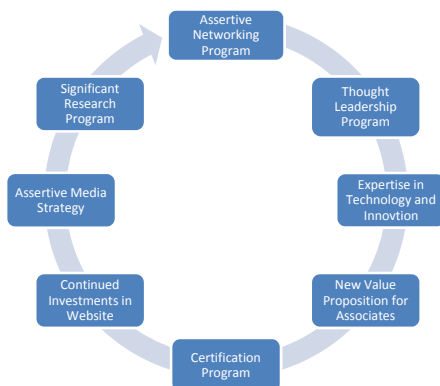 Assertive
Networking
Program
Thought
Leadership
Program
Expertise in
Technology and
Innovtion
New Value
Proposition for
Associates
Certification
Program
Continued
Investments in
Website
Assertive Media
Strategy
Significant
Research
Program